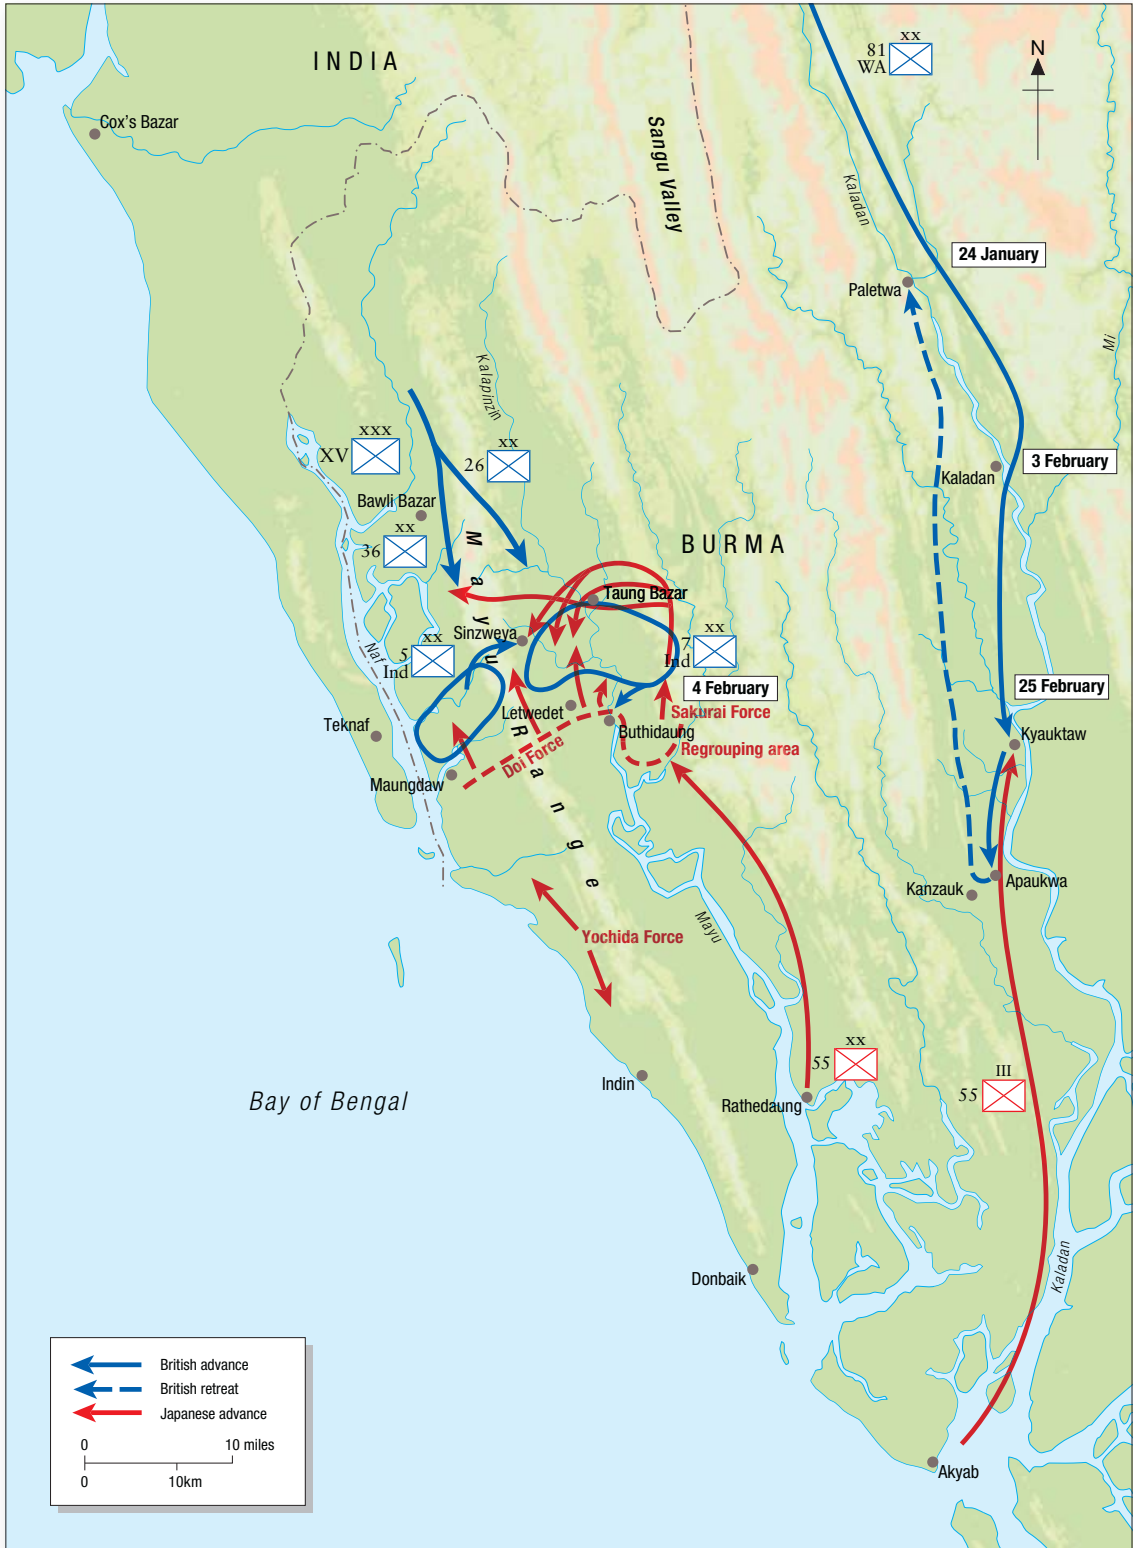 INDIA
81
WA
xx
N
Cox's Bazar
Sangu Valley
Kaladan
24 January
Paletwa
Mi
Kalapinzin
xxx
XV
xx
26
3 February
Kaladan
Bawli Bazar
xx
36
BURMA
Mayu Range
Taung Bazar
Sinzweya
xx
5
Ind
xx
7
Ind
Naf
4 February
25 February
Letwedet
Sakurai Force
Teknaf
Buthidaung
Kyauktaw
Doi Force
Regrouping area
Maungdaw
Apaukwa
Kanzauk
Mayu
Yochida Force
xx
55
III
55
Indin
Rathedaung
Bay of Bengal
Kaladan
Donbaik
British advance
British retreat
Japanese advance
0 10 miles
0 10km
Akyab